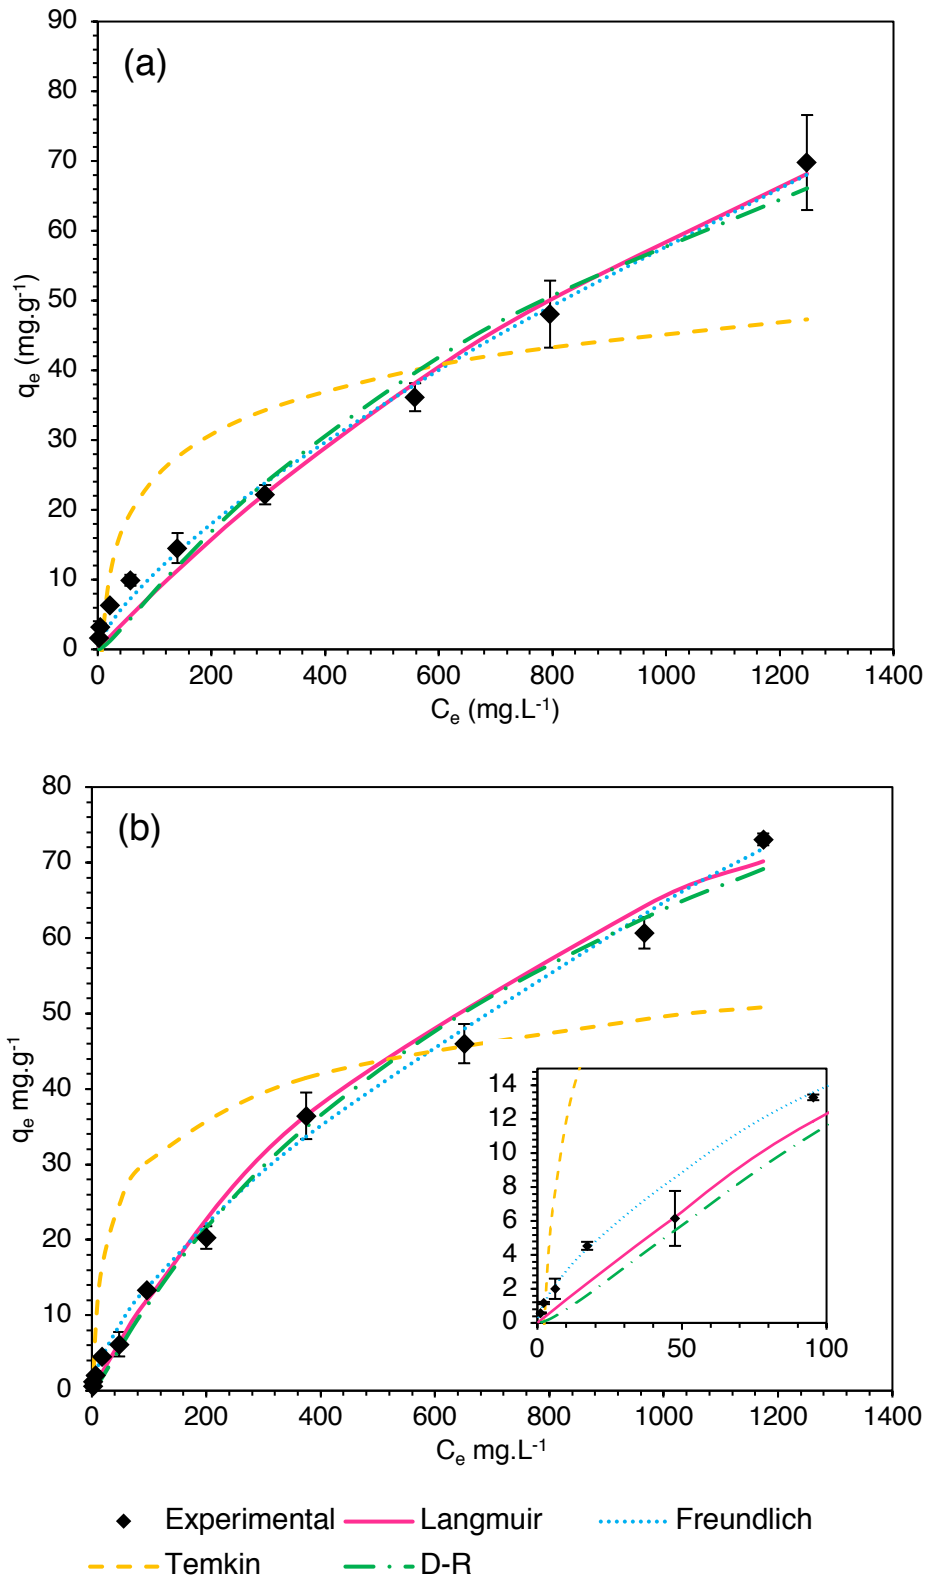 (a)
90
80
70
60
50
40
30
20
10
0
qₑ (mg.g⁻¹)
0 200 400 600 800 1000 1200 1400
Cₑ (mg.L⁻¹)
(b)
80
70
60
50
40
30
20
10
0
qₑ mg.g⁻¹
14
12
10
8
6
4
2
0
0 50 100
0 200 400 600 800 1000 1200 1400
Cₑ mg.L⁻¹
Experimental Langmuir Freundlich
Temkin D-R